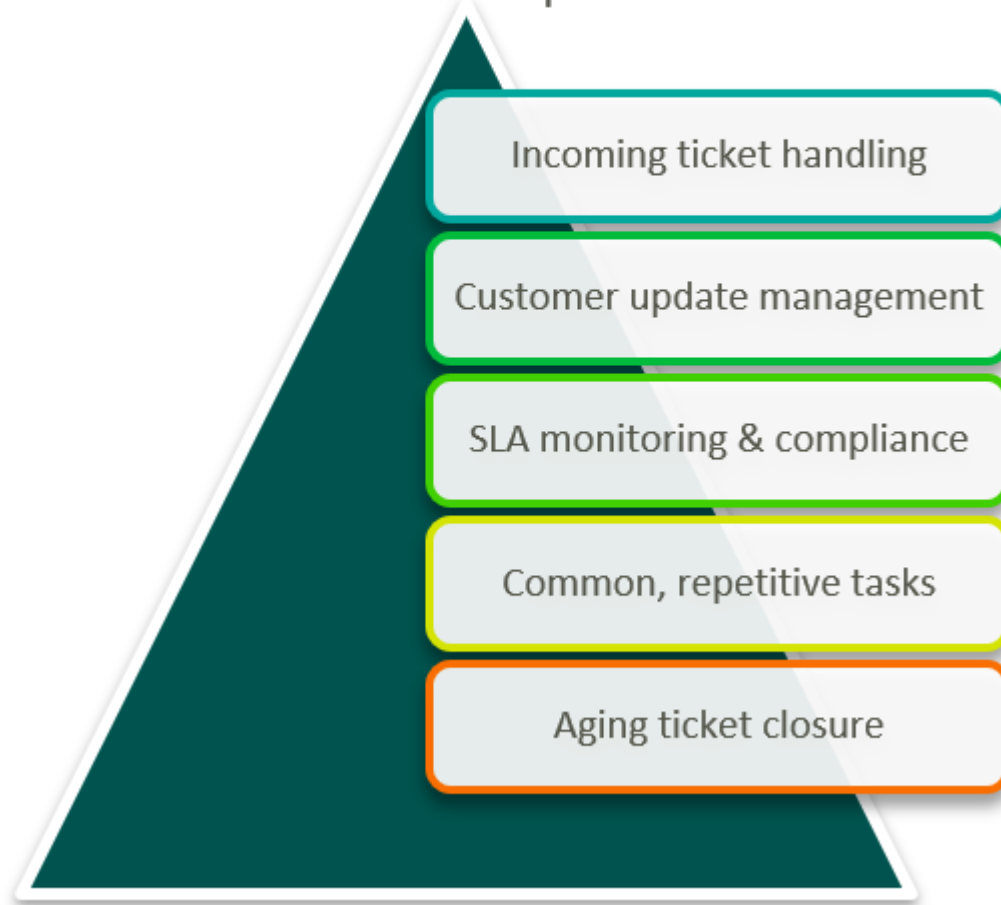 Incoming ticket handling
Customer update management
SLA monitoring & compliance
Common, repetitive tasks
Aging ticket closure